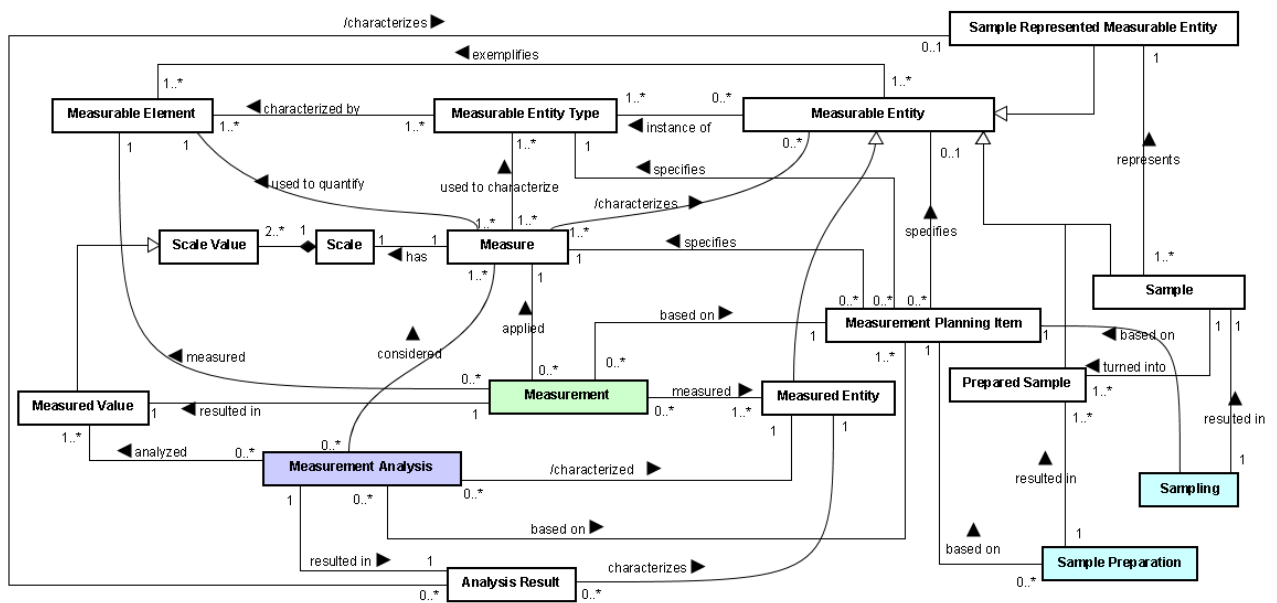 /characterizes ▶
Sample Represented Measurable Entity
0..1
1
◀ exemplifies
1..*
1..*
Measurable Element
◀ characterized by
1..*
1..*
Measurable Entity Type
1..*
0..*
◀ instance of
Measurable Entity
1
1
1..*
1
0..*
0..1
▲
represents
◀ used to quantify
▲
used to characterize
◀ specifies
/characterizes ▶
▲
specifies
1..*
1..*
1..*
Scale Value
2..*
1
Scale
1
1
◀ has
Measure
1
◀ specifies
1..*
Sample
1..*
1
▲
applied
0..*
0..*
0..*
based on ▶
1
Measurement Planning Item
1
◀ based on
1
1
▲
considered
◀ measured
0..*
0..*
0..*
1..*
1
◀ turned into
Prepared Sample
1..*
1..*
Measured Value
1
◀ resulted in
1
Measurement
measured ▶
0..*
1..*
Measured Entity
▲
resulted in
1..*
◀ analyzed
0..*
0..*
1
1
Measurement Analysis
/characterized ▶
0..*
1
0..*
▲
resulted in
1
Sampling
based on ▶
▲
based on
1
resulted in ▶
1
Analysis Result
characterizes ▶
0..*
0..*
Sample Preparation
0..*